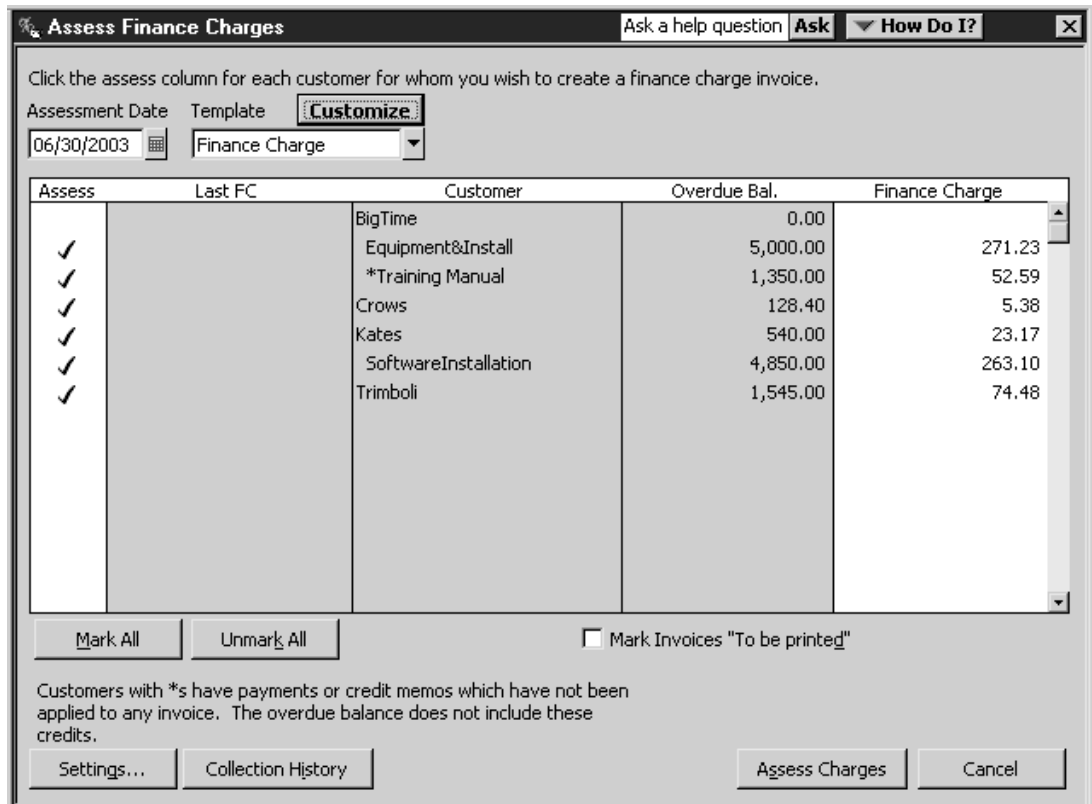 Assess Finance Charges Ask a help question Ask How Do I?
Click the assess column for each customer for whom you wish to create a finance charge invoice.
Assessment Date Template Customize
06/30/2003 Finance Charge
Assess Last FC Customer Overdue Bal. Finance Charge
BigTime 0.00
Equipment&Install 5,000.00 271.23
*Training Manual 1,350.00 52.59
Crows 128.40 5.38
Kates 540.00 23.17
SoftwareInstallation 4,850.00 263.10
Trimboli 1,545.00 74.48
Mark All Unmark All Mark Invoices "To be printed"
Customers with *s have payments or credit memos which have not been
applied to any invoice. The overdue balance does not include these
credits.
Settings... Collection History Assess Charges Cancel